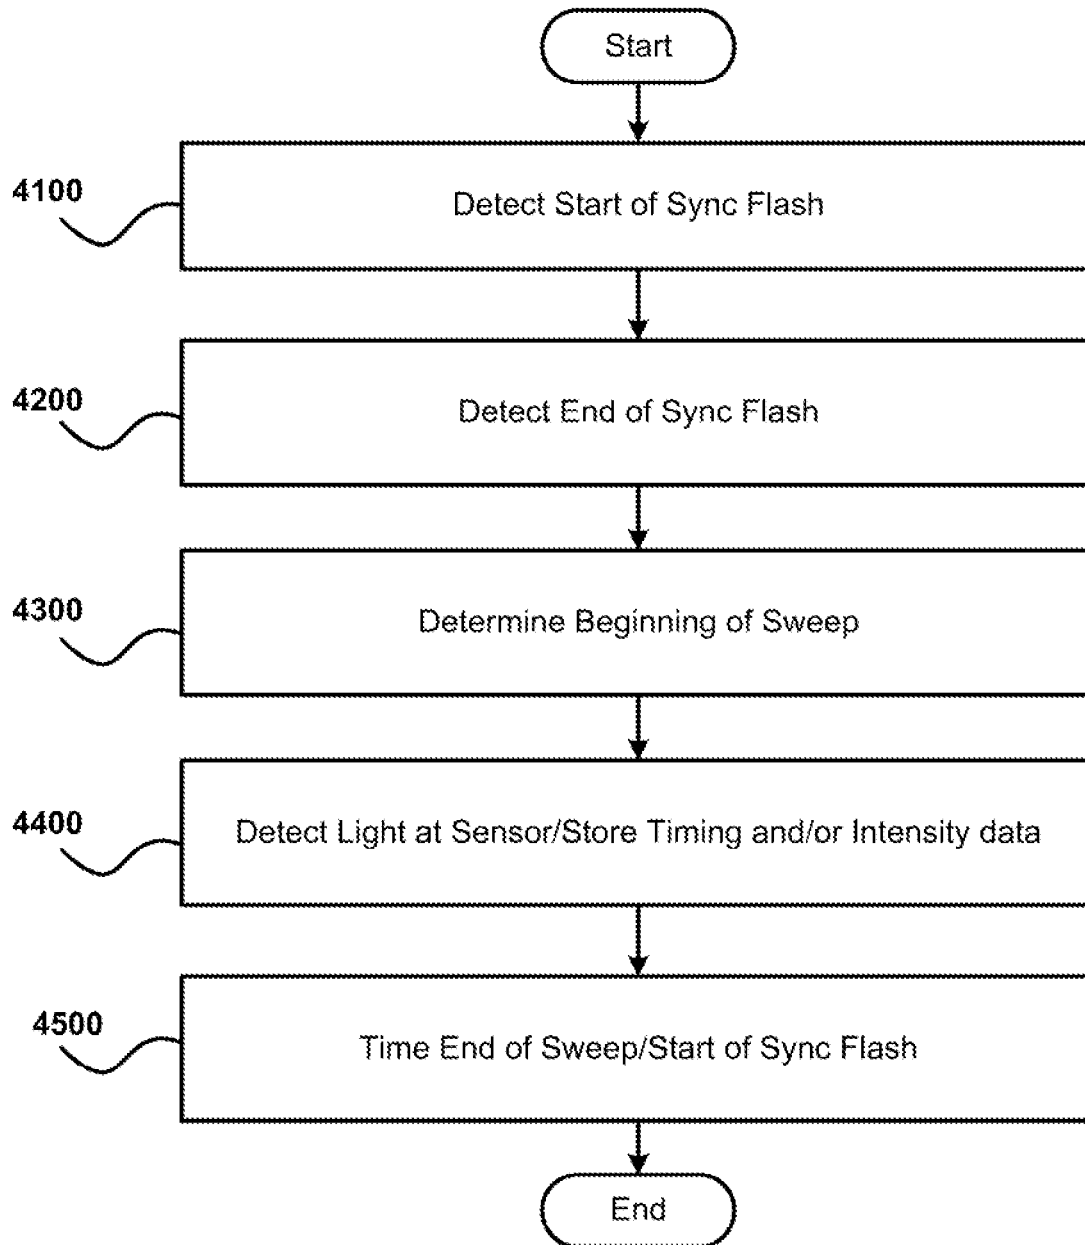 Start
4100
Detect Start of Sync Flash
4200
Detect End of Sync Flash
4300
Determine Beginning of Sweep
4400
Detect Light at Sensor/Store Timing and/or Intensity data
4500
Time End of Sweep/Start of Sync Flash
End